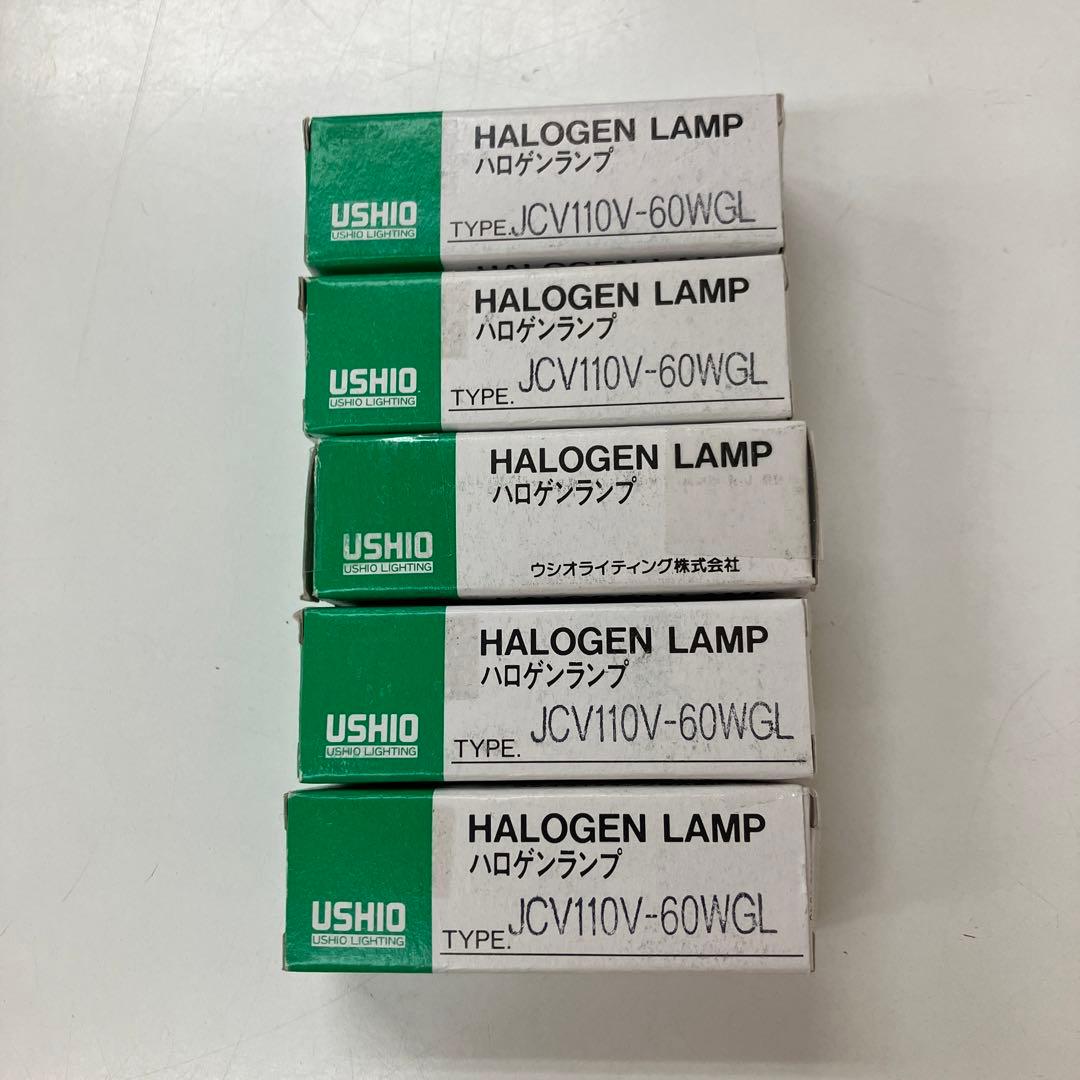 HALOGEN LAMP
ハロゲンランプ
USHIO
USHIO LIGHTING
TYPE. JCV110V-60WGL
HALOGEN LAMP
HALOGEN LAMP
ハロゲンランプ
USHIO
USHIO LIGHTING
TYPE. JCV110V-60WGL
HALOGEN LAMP
ハロゲンランプ
USHIO
USHIO LIGHTING
ウシオライティング株式会社
HALOGEN LAMP
ハロゲンランプ
USHIO
USHIO LIGHTING
TYPE. JCV110V-60WGL
HALOGEN LAMP
ハロゲンランプ
USHIO
USHIO LIGHTING
TYPE. JCV110V-60WGL